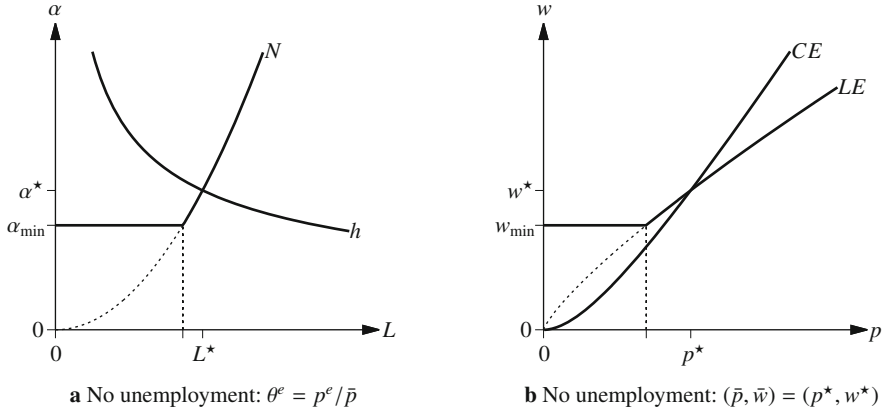 α
N
α⋆
α_min
h
0
L
0
L⋆
a No unemployment: θ^e = p^e/p̄
w
CE
LE
w⋆
w_min
0
p
0
p⋆
b No unemployment: (p̄, w̄) = (p⋆, w⋆)